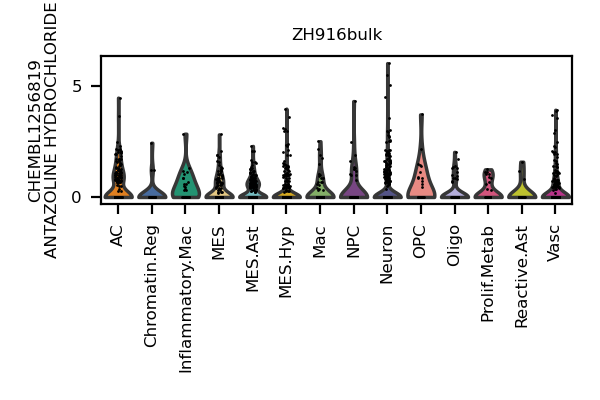 ZH916bulk
CHEMBL1256819
ANTAZOLINE HYDROCHLORIDE
5
0
AC
Chromatin.Reg
Inflammatory.Mac
MES
MES.Ast
MES.Hyp
Mac
NPC
Neuron
OPC
Oligo
Prolif.Metab
Reactive.Ast
Vasc